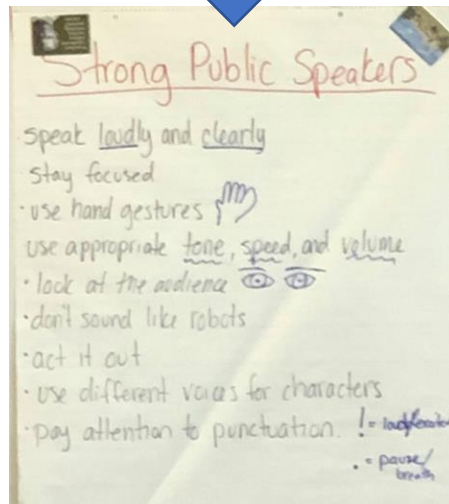 Strong Public Speakers
· speak loudly and clearly
· stay focused
· use hand gestures
use appropriate tone, speed, and volume
· look at the audience
· don't sound like robots
· act it out
· use different voices for characters
· pay attention to punctuation. ! =
. = pause/
breath